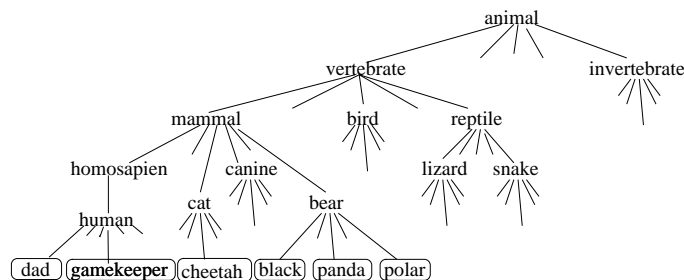 animal
vertebrate invertebrate
mammal bird reptile
homosapien canine lizard snake
human cat bear
dad gamekeeper cheetah black panda polar